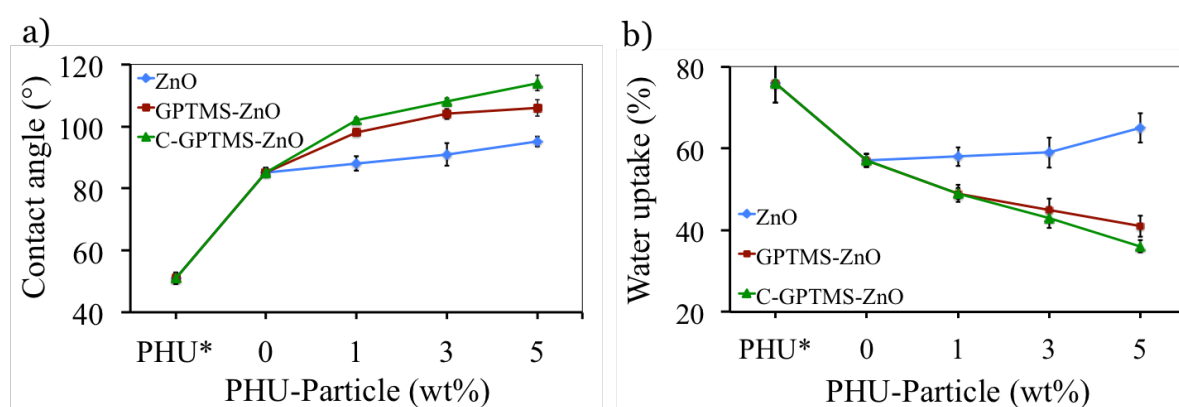 a)
Contact angle (°)
120
100
80
60
40
ZnO
GPTMS-ZnO
C-GPTMS-ZnO
PHU* 0 1 3 5
PHU-Particle (wt%)
b)
Water uptake (%)
80
60
40
20
ZnO
GPTMS-ZnO
C-GPTMS-ZnO
PHU* 0 1 3 5
PHU-Particle (wt%)